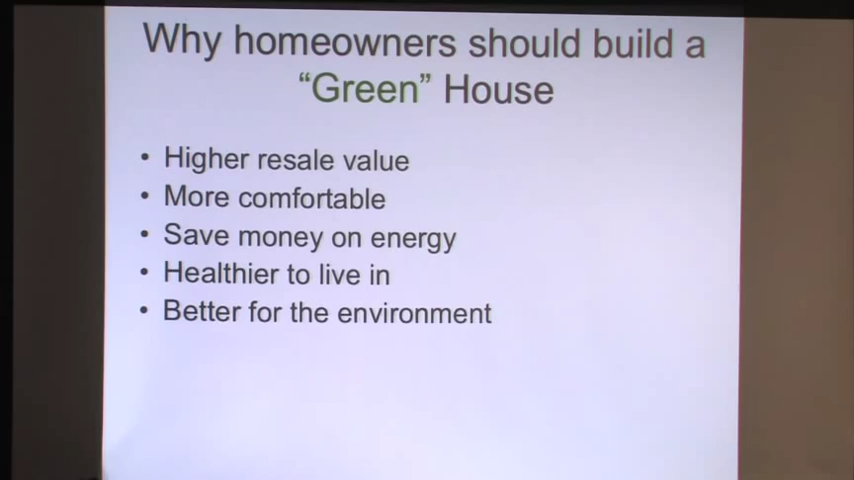 Why homeowners should build a
“Green” House
• Higher resale value
• More comfortable
• Save money on energy
• Healthier to live in
• Better for the environment